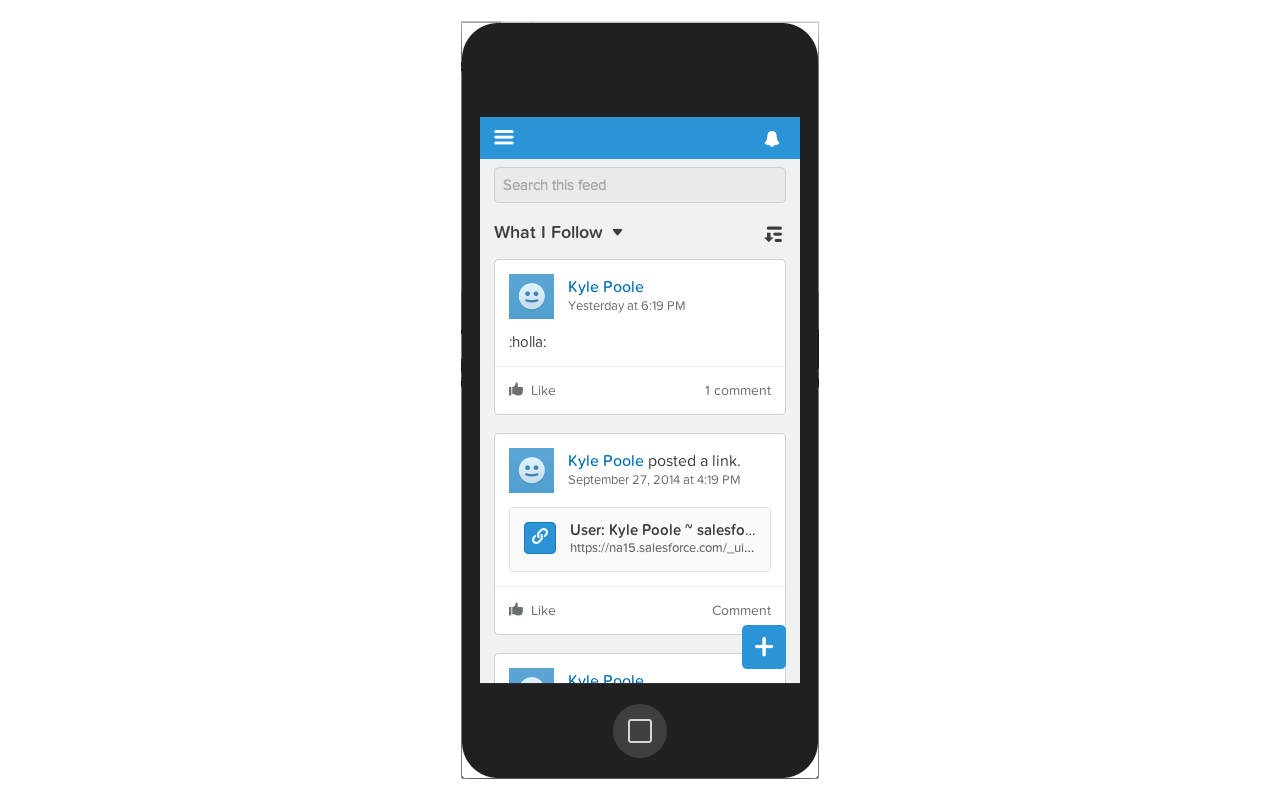 Search this feed
What I Follow
Kyle Poole
Yesterday at 6:19 PM
:holla:
Like
1 comment
Kyle Poole posted a link.
September 27, 2014 at 4:19 PM
User: Kyle Poole ~ salesfo...
https://na15.salesforce.com/_ui...
Like
Comment
Kyle Poole